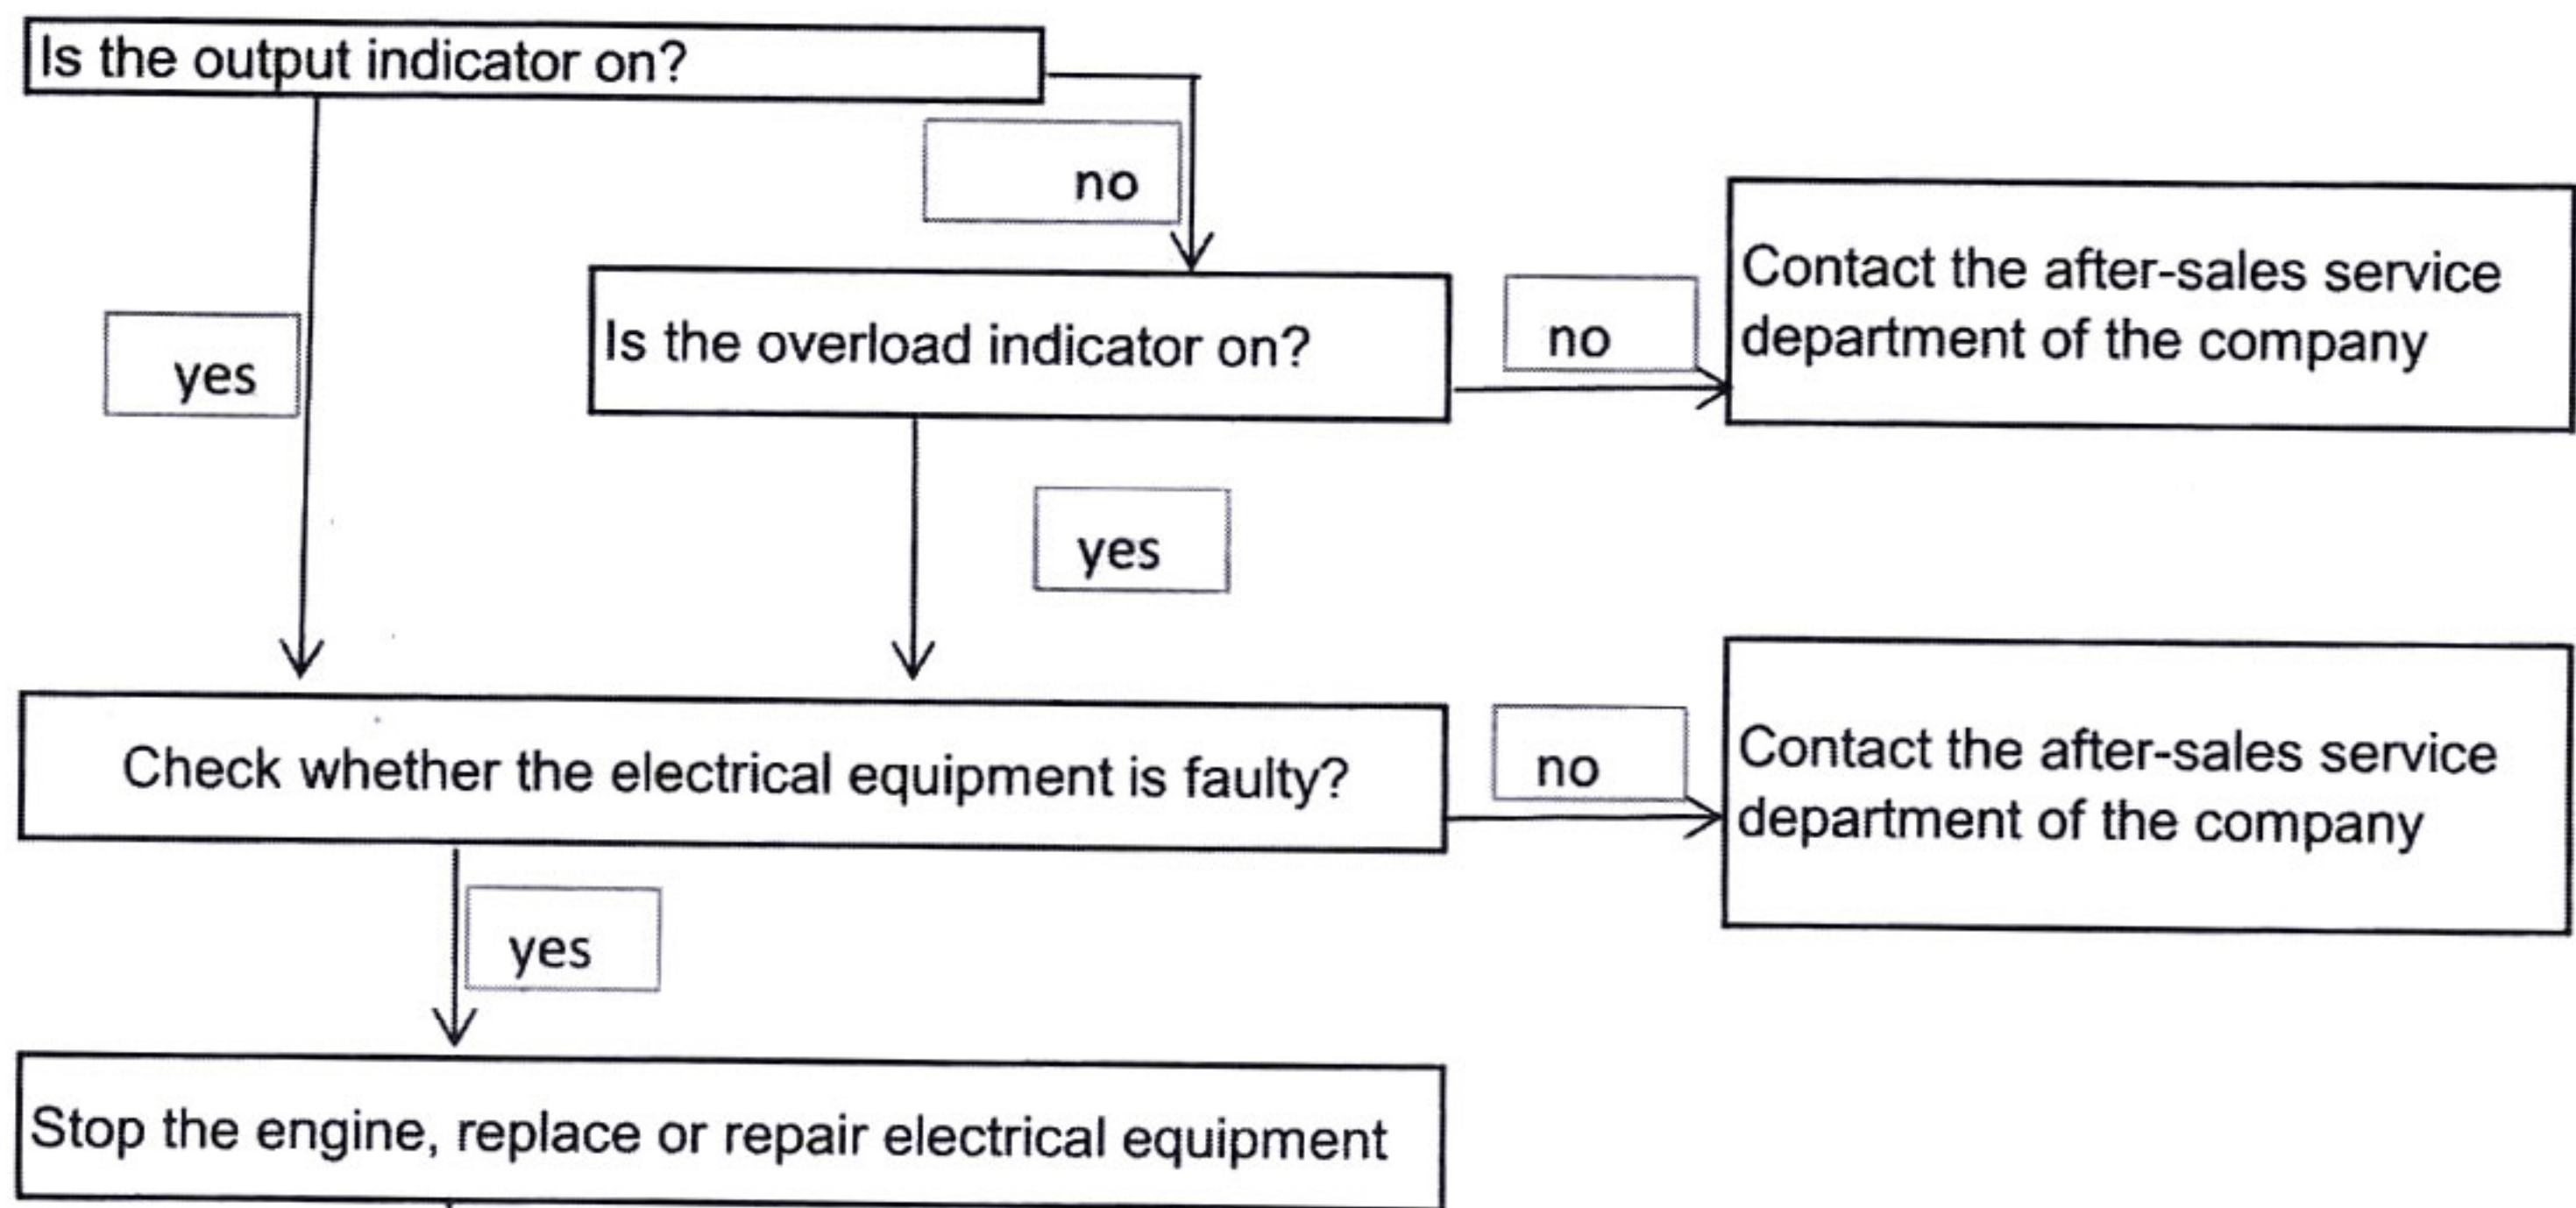 Is the output indicator on?
no
Contact the after-sales service
department of the company
Is the overload indicator on?
no
yes
yes
Check whether the electrical equipment is faulty?
no
Contact the after-sales service
department of the company
yes
Stop the engine, replace or repair electrical equipment